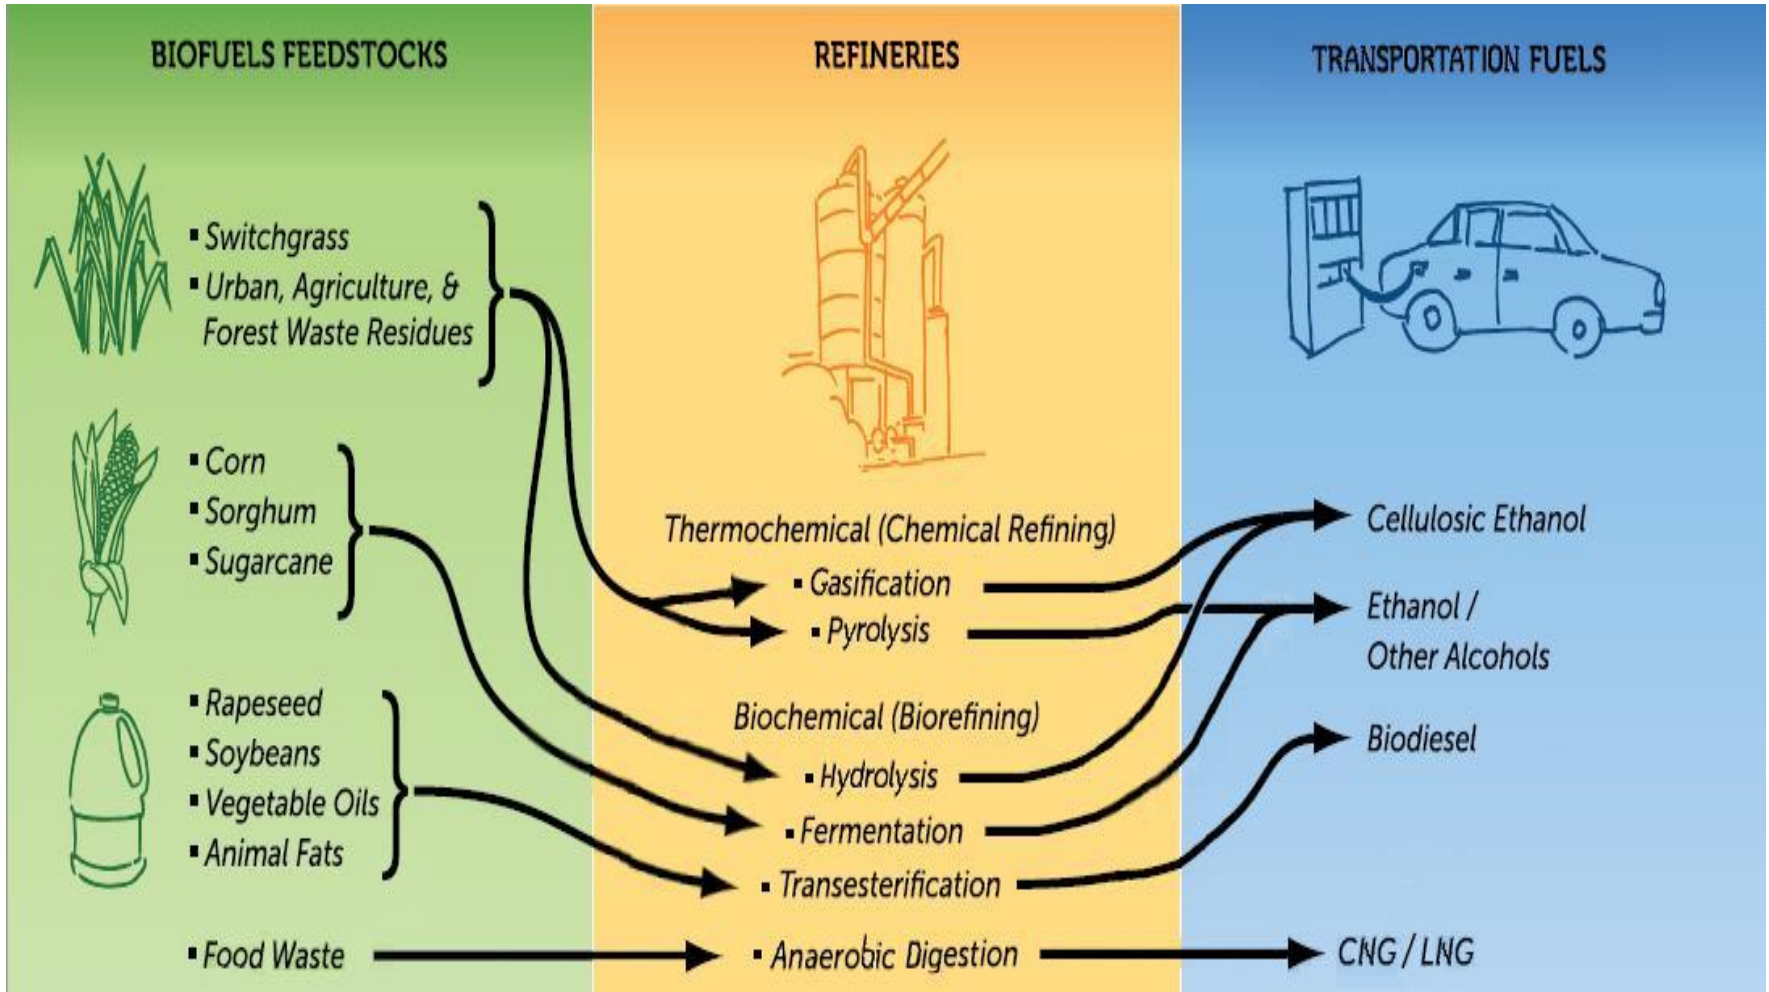 BIOFUELS FEEDSTOCKS
▪ Switchgrass
▪ Urban, Agriculture, &
Forest Waste Residues
▪ Corn
▪ Sorghum
▪ Sugarcane
▪ Rapeseed
▪ Soybeans
▪ Vegetable Oils
▪ Animal Fats
▪ Food Waste
REFINERIES
Thermochemical (Chemical Refining)
▪ Gasification
▪ Pyrolysis
Biochemical (Biorefining)
▪ Hydrolysis
▪ Fermentation
▪ Transesterification
▪ Anaerobic Digestion
TRANSPORTATION FUELS
Cellulosic Ethanol
Ethanol /
Other Alcohols
Biodiesel
CNG / LNG